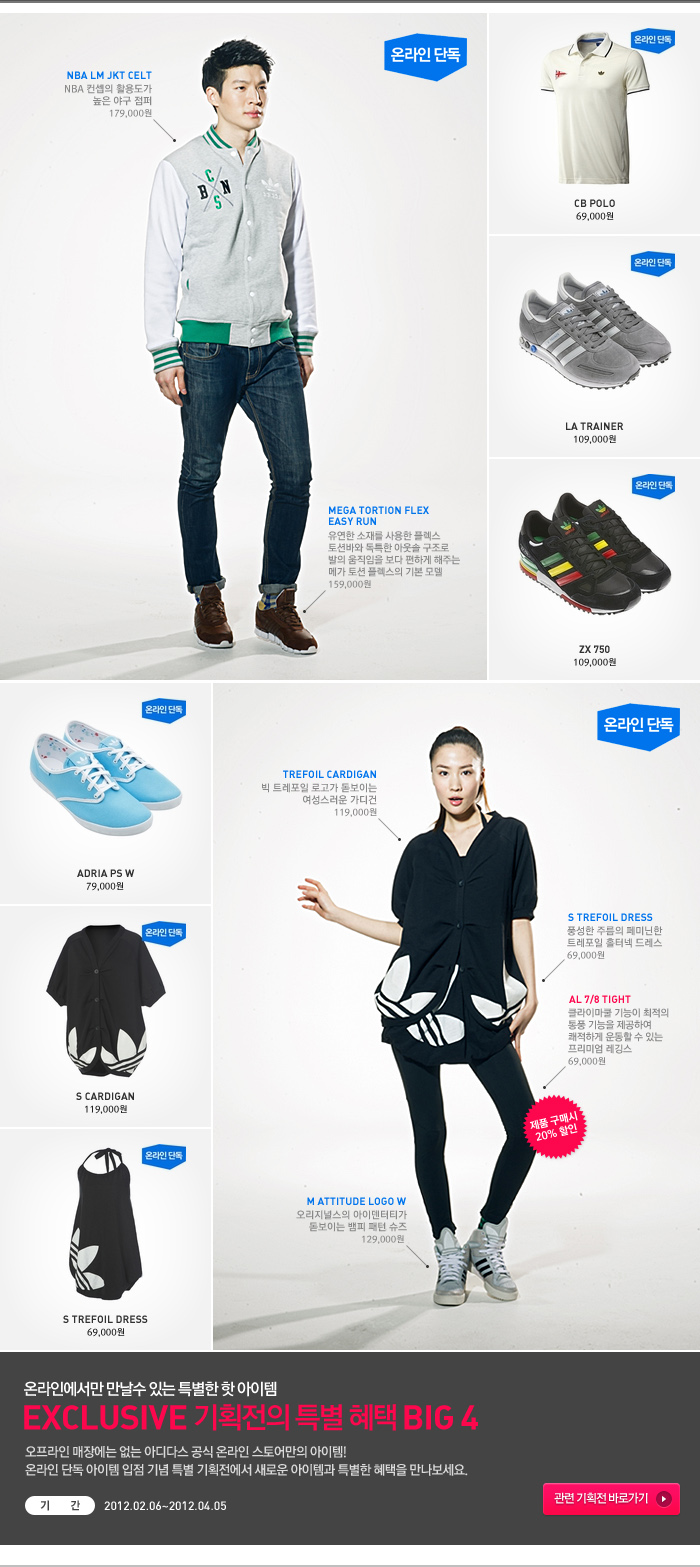 온라인 단독
NBA LM JKT CELT
NBA 컨셉의 활용도가
높은 야구 점퍼
179,000원
B C N S
MEGA TORTION FLEX
EASY RUN
유연한 소재를 사용한 플렉스
토션바와 독특한 아웃솔 구조로
발의 움직임을 보다 편하게 해주는
메가 토션 플렉스의 기본 모델
159,000원
온라인 단독
CB POLO
69,000원
온라인 단독
LA TRAINER
109,000원
온라인 단독
ZX 750
109,000원
온라인 단독
ADRIA PS W
79,000원
온라인 단독
S CARDIGAN
119,000원
온라인 단독
S TREFOIL DRESS
69,000원
온라인 단독
TREFOIL CARDIGAN
빅 트레포일 로고가 돋보이는
여성스러운 가디건
119,000원
S TREFOIL DRESS
풍성한 주름의 페미닌한
트레포일 홀터넥 드레스
69,000원
AL 7/8 TIGHT
클라이마쿨 기능이 최적의
통풍 기능을 제공하여
쾌적하게 운동할 수 있는
프리미엄 레깅스
69,000원
제품 구매시
20% 할인
M ATTITUDE LOGO W
오리지널스의 아이덴터티가
돋보이는 뱀피 패턴 슈즈
129,000원
온라인에서만 만날수 있는 특별한 핫 아이템
EXCLUSIVE 기획전의 특별 혜택 BIG 4
오프라인 매장에는 없는 아디다스 공식 온라인 스토어만의 아이템!
온라인 단독 아이템 입점 기념 특별 기획전에서 새로운 아이템과 특별한 혜택을 만나보세요.
기 간 2012.02.06~2012.04.05
관련 기획전 바로가기